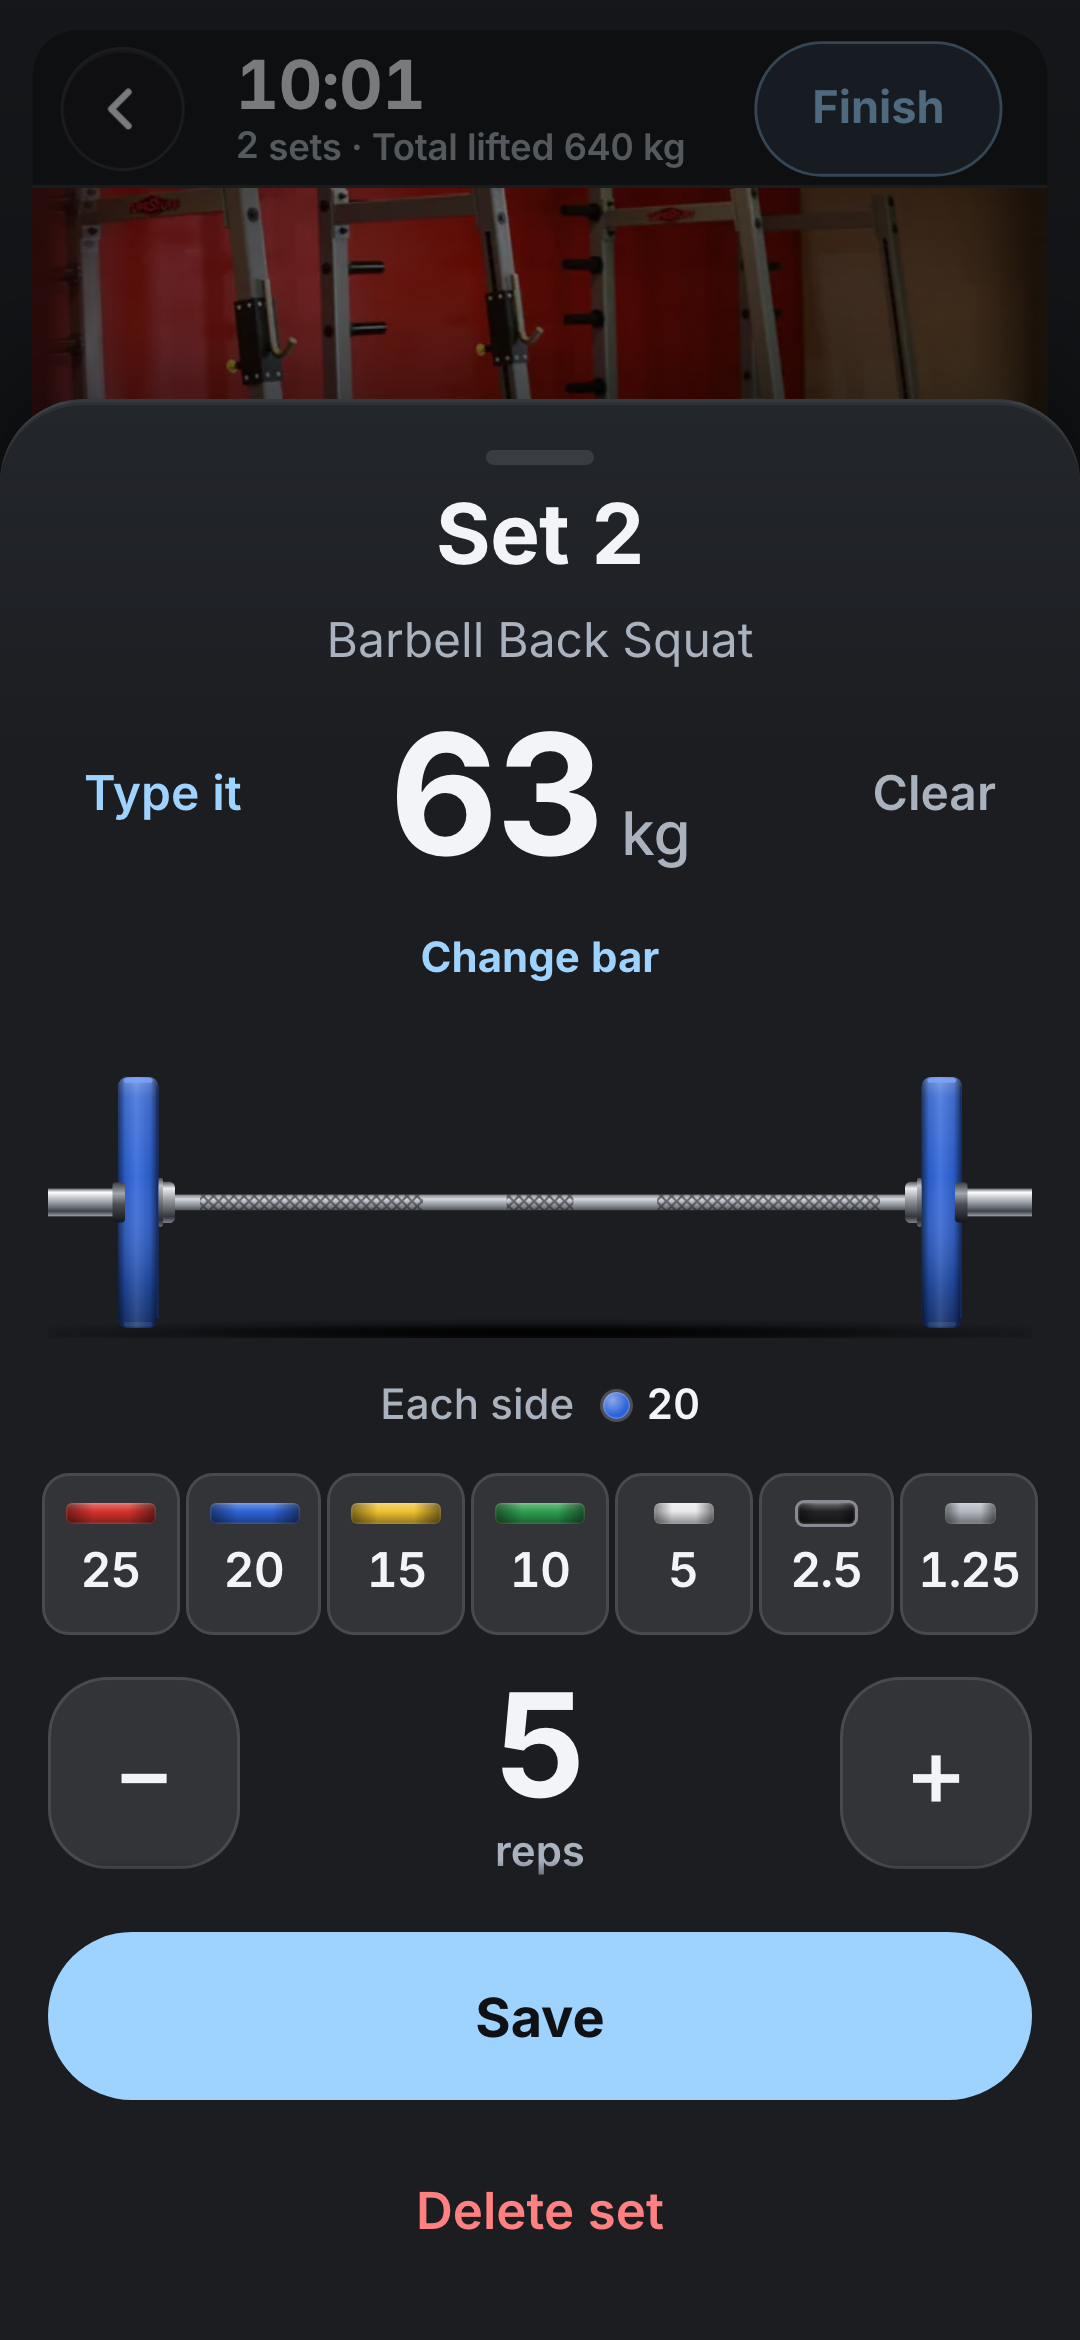 10:01
2 sets · Total lifted 640 kg
Finish
Set 2
Barbell Back Squat
Type it
63 kg
Clear
Change bar
Each side 20
25
20
15
10
5
2.5
1.25
−
5
+
reps
Save
Delete set